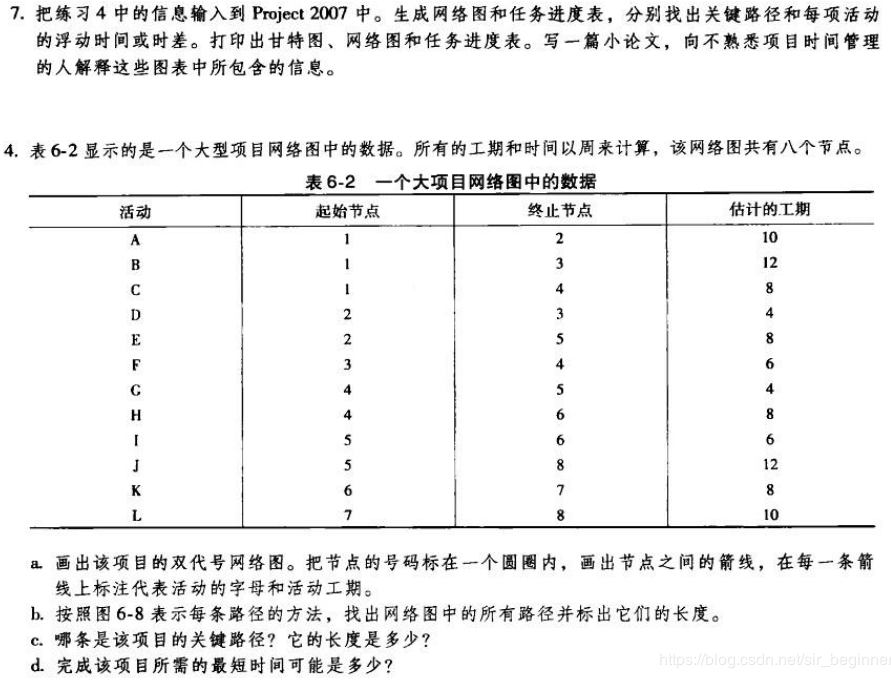 7. 把练习 4 中的信息输入到 Project 2007 中。生成网络图和任务进度表，分别找出关键路径和每项活动
的浮动时间或时差。打印出甘特图、网络图和任务进度表。写一篇小论文，向不熟悉项目时间管理
的人解释这些图表中所包含的信息。
4. 表 6-2 显示的是一个大型项目网络图中的数据。所有的工期和时间以周来计算，该网络图共有八个节点。
表 6-2 一个大项目网络图中的数据
活动 起始节点 终止节点 估计的工期
A 1 2 10
B 1 3 12
C 1 4 8
D 2 3 4
E 2 5 8
F 3 4 6
G 4 5 4
H 4 6 8
I 5 6 6
J 5 8 12
K 6 7 8
L 7 8 10
a. 画出该项目的双代号网络图。把节点的号码标在一个圆圈内，画出节点之间的箭线，在每一条箭
线上标注代表活动的字母和活动工期。
b. 按照图 6-8 表示每条路径的方法，找出网络图中的所有路径并标出它们的长度。
c. 哪条是该项目的关键路径？它的长度是多少？
d. 完成该项目所需的最短时间可能是多少？
https://blog.csdn.net/sir_beginner